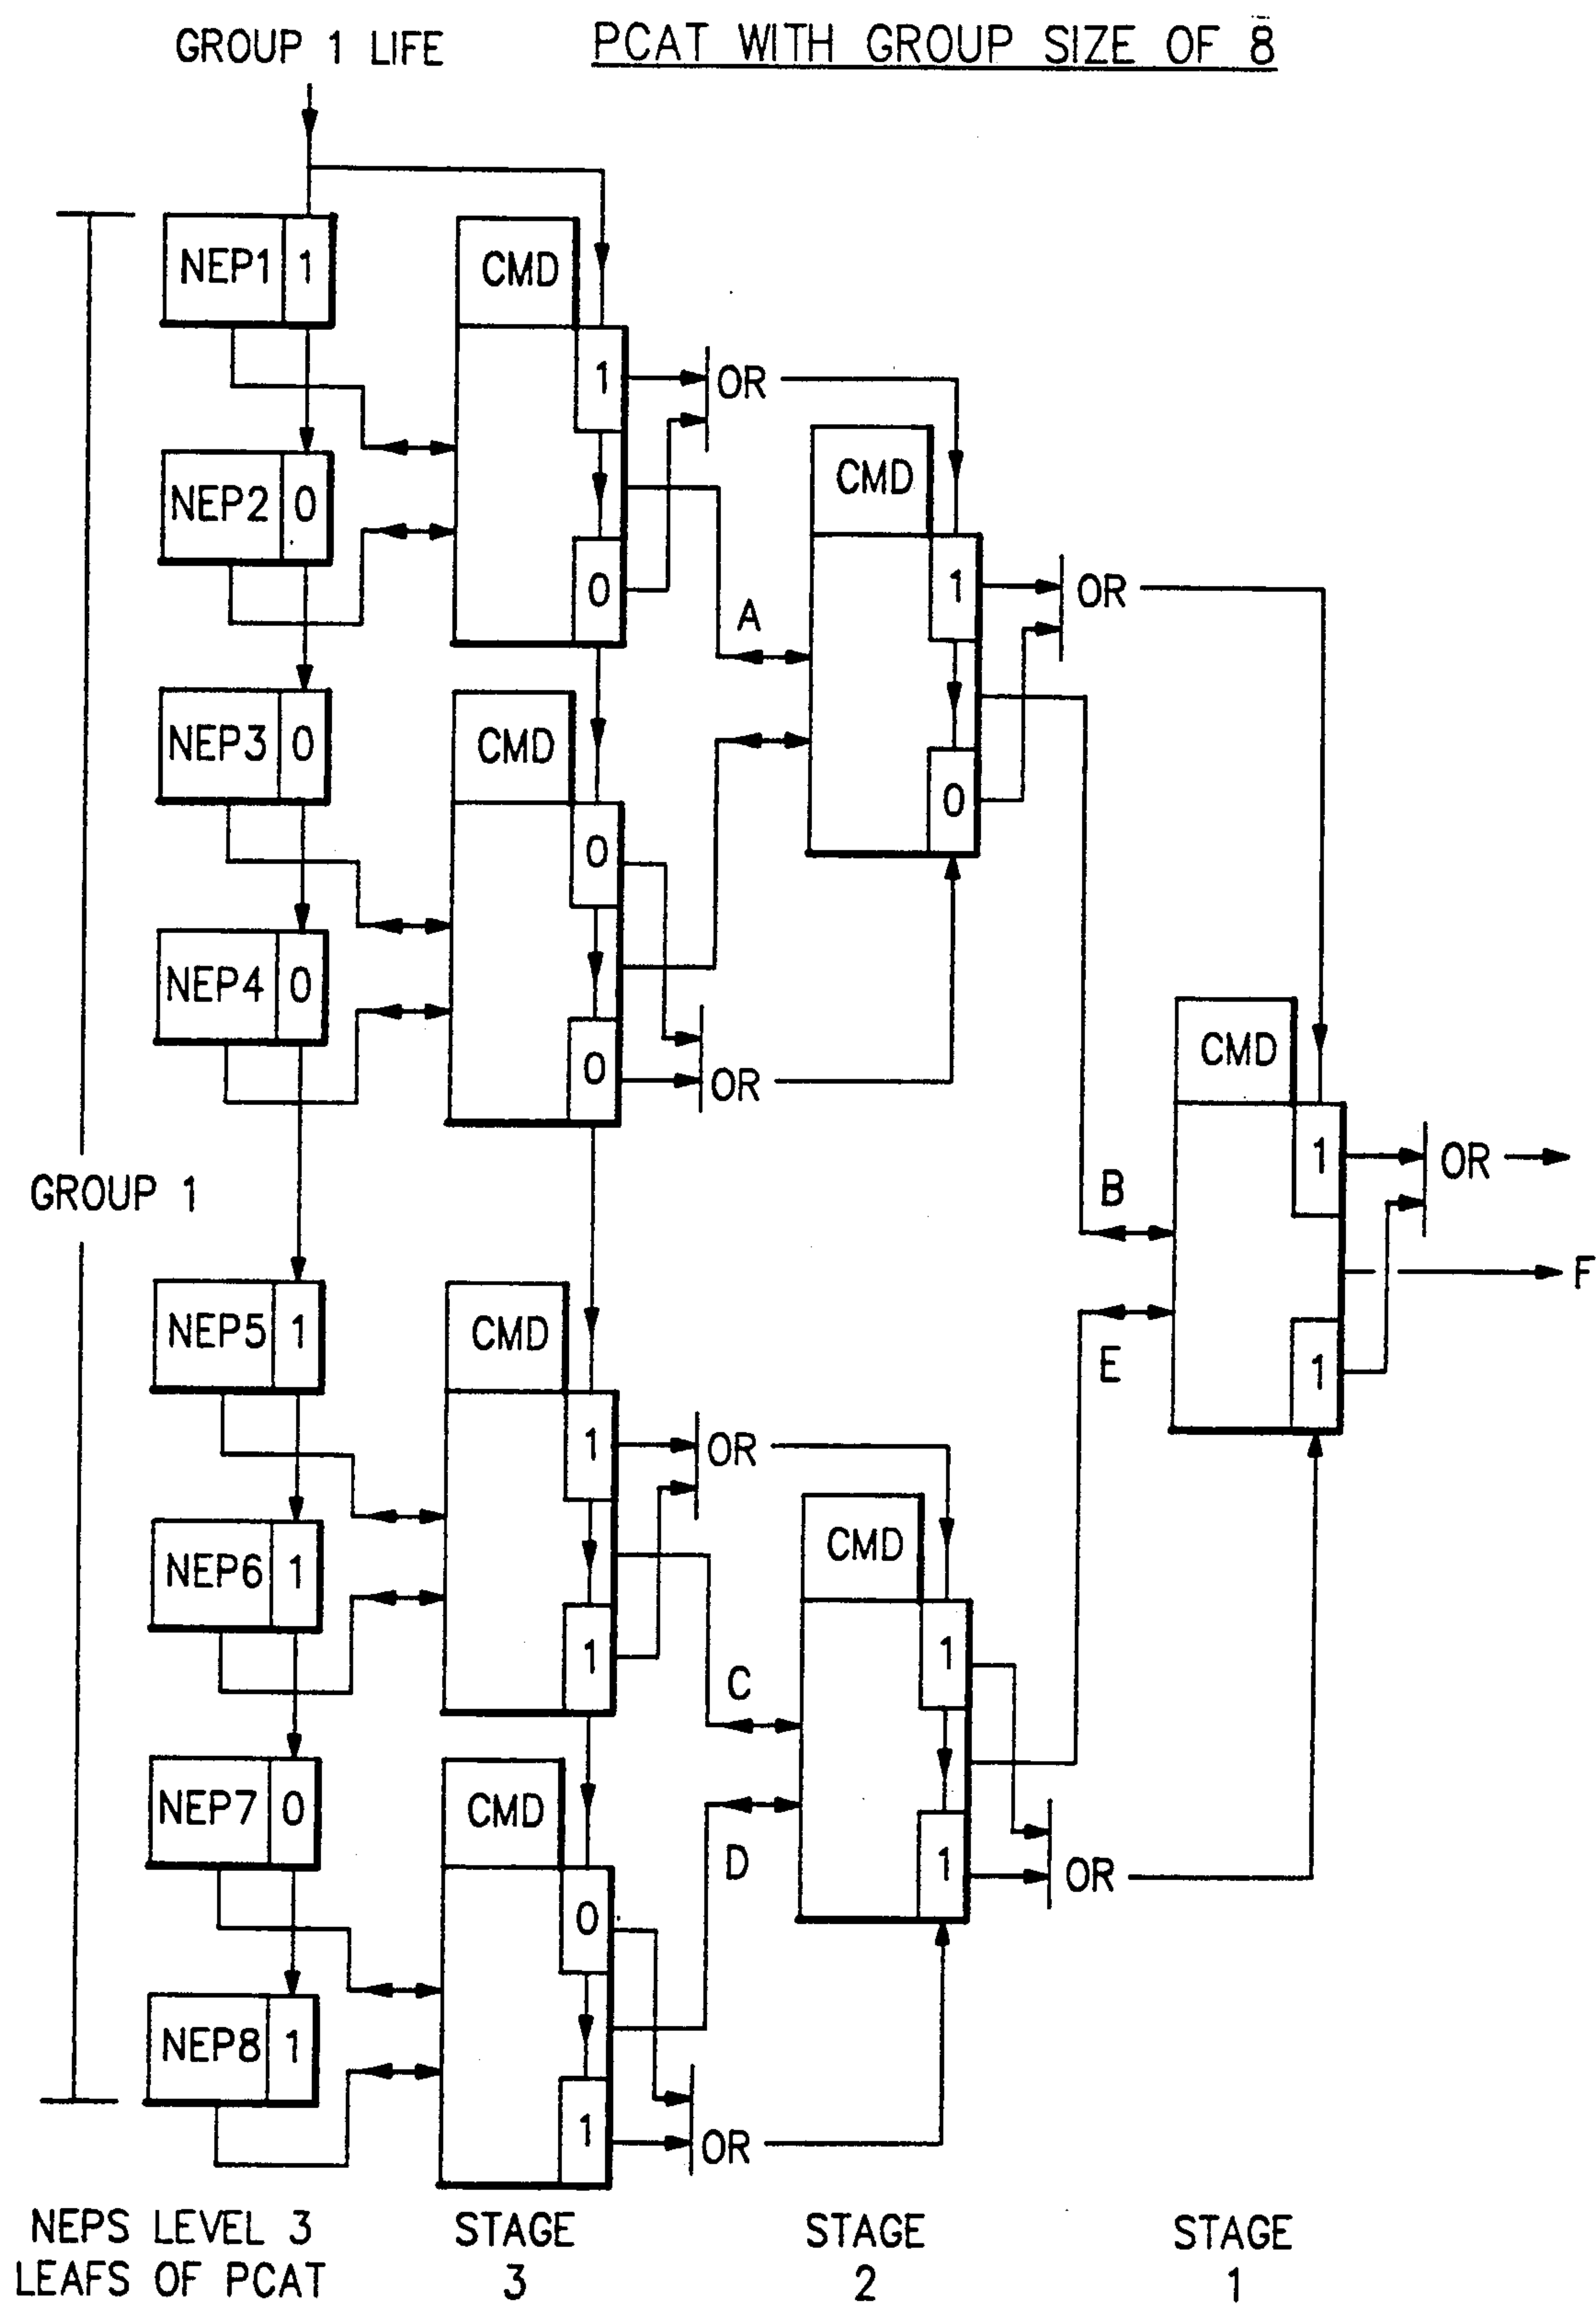 GROUP 1 LIFE
PCAT WITH GROUP SIZE OF 8
NEP1 1
CMD
1
OR
NEP2 0
CMD
0
1
OR
A
NEP3 0
CMD
0
0
NEP4 0
CMD
0
OR
1
OR
GROUP 1
B
F
NEP5 1
CMD
E
1
1
OR
NEP6 1
CMD
1
1
C
NEP7 0
CMD
D
1
OR
0
NEP8 1
1
OR
NEPS LEVEL 3
LEAFS OF PCAT
STAGE
3
STAGE
2
STAGE
1